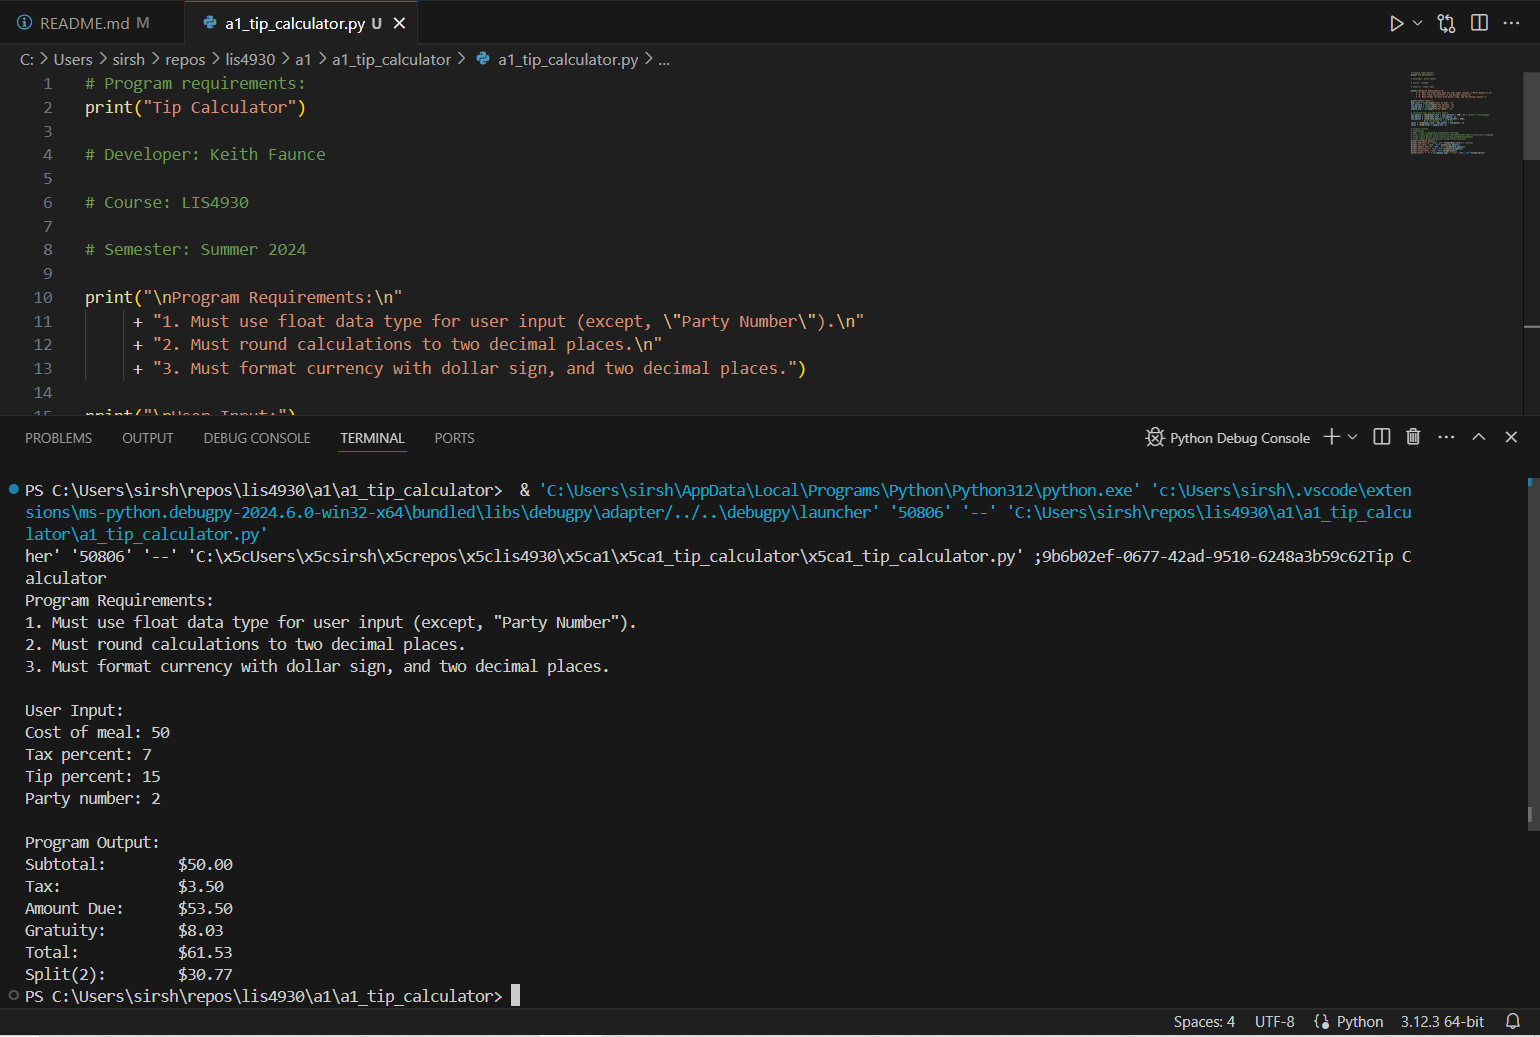 README.md M
a1_tip_calculator.py U
C: > Users > sirsh > repos > lis4930 > a1 > a1_tip_calculator > a1_tip_calculator.py > ...
1 # Program requirements:
2 print("Tip Calculator")
3
4 # Developer: Keith Faunce
5
6 # Course: LIS4930
7
8 # Semester: Summer 2024
9
10 print("\nProgram Requirements:\n"
11 + "1. Must use float data type for user input (except, \"Party Number\").\n"
12 + "2. Must round calculations to two decimal places.\n"
13 + "3. Must format currency with dollar sign, and two decimal places.")
14
15 print("\nUser Input:")
PROBLEMS OUTPUT DEBUG CONSOLE TERMINAL PORTS
Python Debug Console
PS C:\Users\sirsh\repos\lis4930\a1\a1_tip_calculator>  & 'C:\Users\sirsh\AppData\Local\Programs\Python\Python312\python.exe' 'c:\Users\sirsh\.vscode\exten
sions\ms-python.debugpy-2024.6.0-win32-x64\bundled\libs\debugpy\adapter/../..\debugpy\launcher' '50806' '--' 'C:\Users\sirsh\repos\lis4930\a1\a1_tip_calcu
lator\a1_tip_calculator.py'
her' '50806' '--' 'C:\x5cUsers\x5csirsh\x5crepos\x5clis4930\x5ca1\x5ca1_tip_calculator\x5ca1_tip_calculator.py' ;9b6b02ef-0677-42ad-9510-6248a3b59c62Tip C
alculator
Program Requirements:
1. Must use float data type for user input (except, "Party Number").
2. Must round calculations to two decimal places.
3. Must format currency with dollar sign, and two decimal places.
User Input:
Cost of meal: 50
Tax percent: 7
Tip percent: 15
Party number: 2
Program Output:
Subtotal: $50.00
Tax: $3.50
Amount Due: $53.50
Gratuity: $8.03
Total: $61.53
Split(2): $30.77
PS C:\Users\sirsh\repos\lis4930\a1\a1_tip_calculator>
Spaces: 4 UTF-8 Python 3.12.3 64-bit